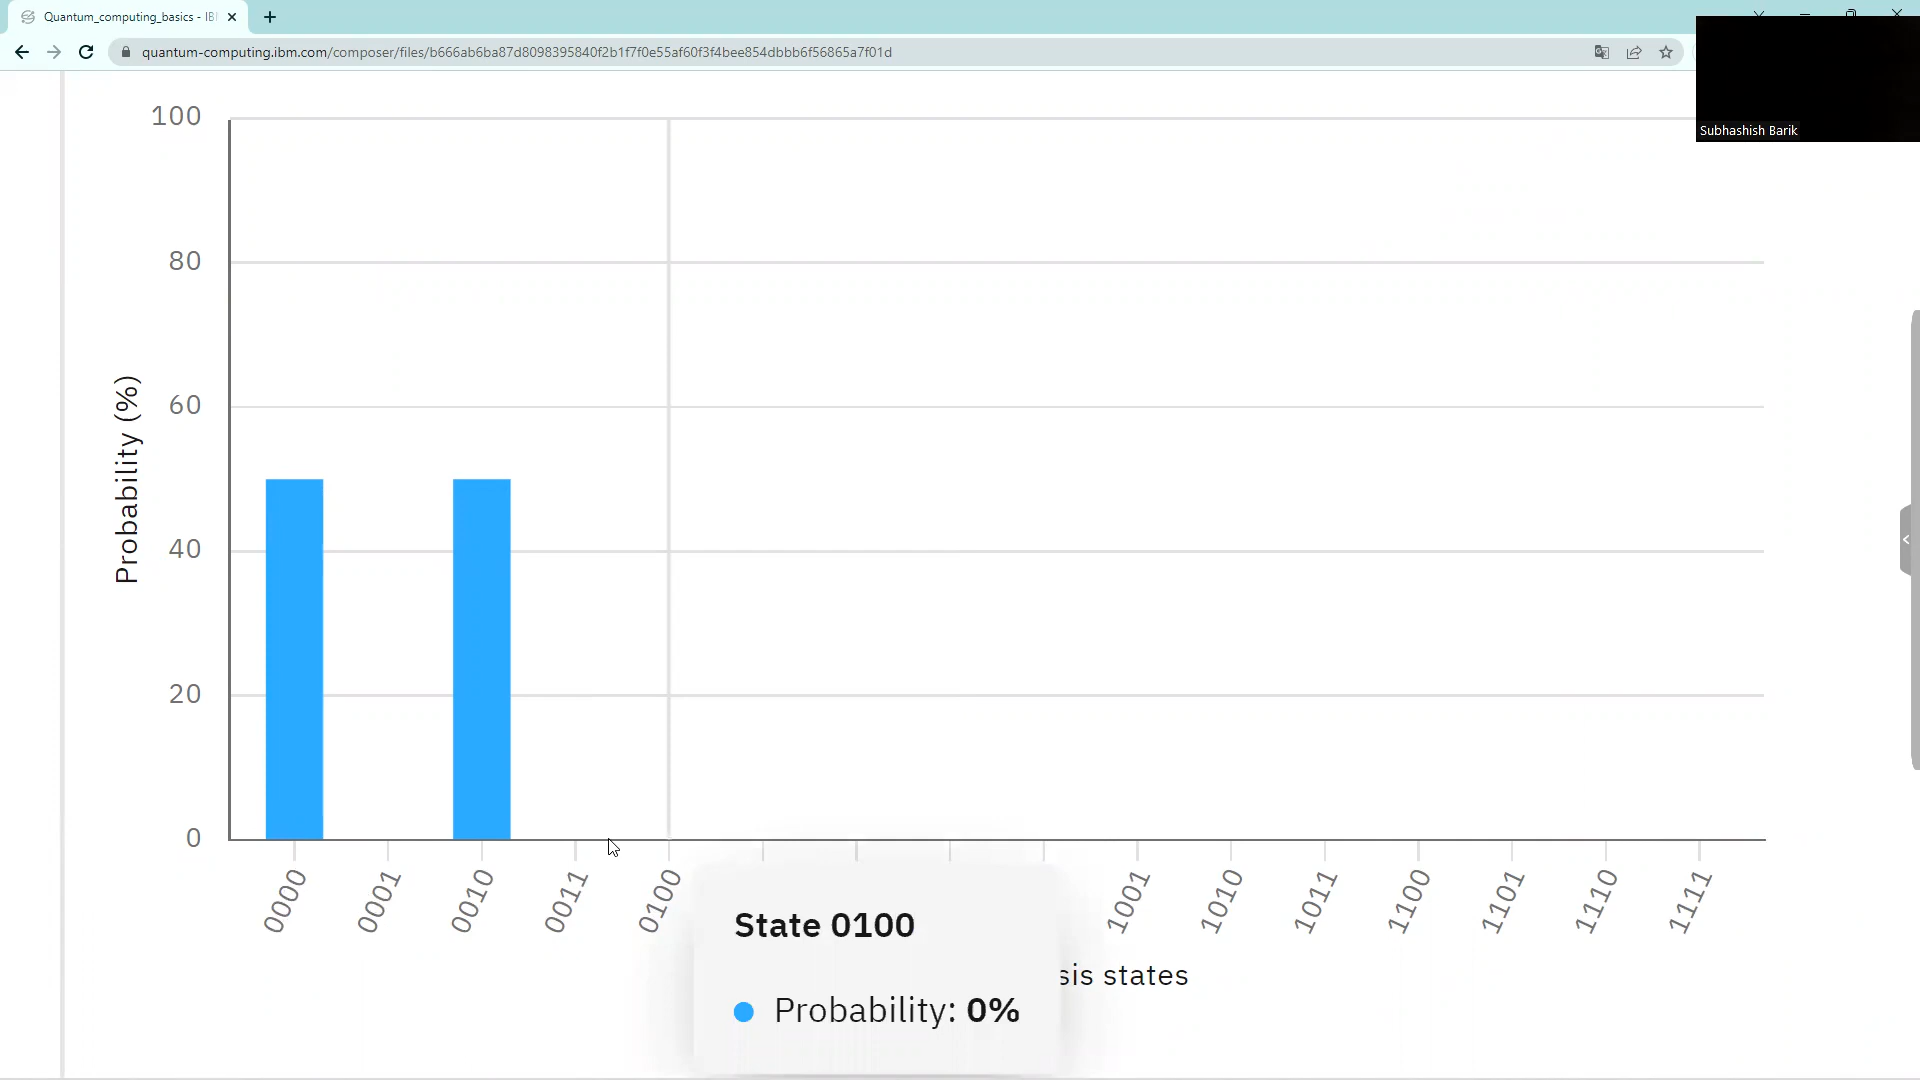 Quantum_computing_basics - IB
quantum-computing.ibm.com/composer/files/b666ab6ba87d8098395840f2b1f7f0e55af60f3f4bee854dbbb6f56865a7f01d
Subhashish Barik
100
80
60
40
20
0
Probability (%)
0000
0001
0010
0011
0100
1001
1010
1011
1100
1101
1110
1111
sis states
State 0100
Probability: 0%